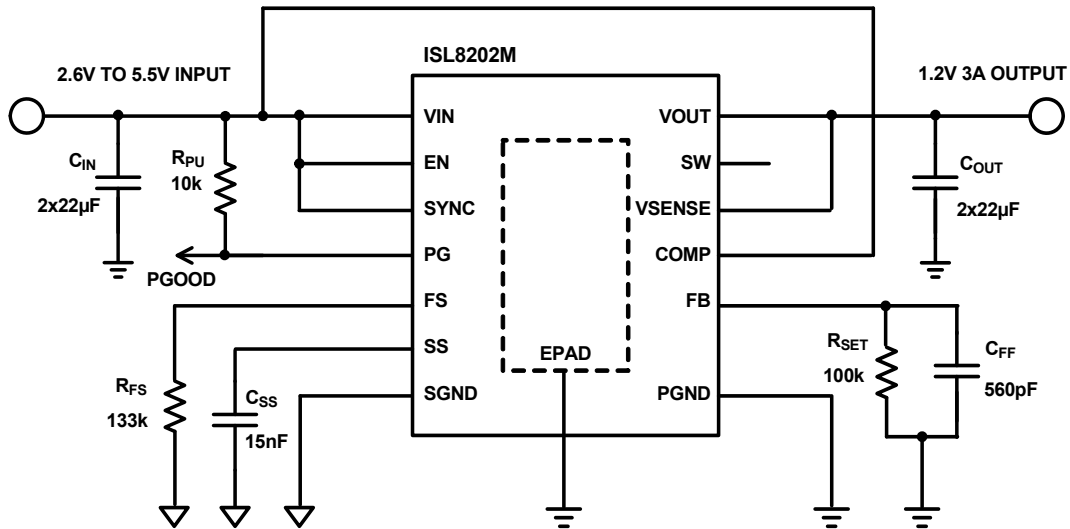 ISL8202M
2.6V TO 5.5V INPUT
1.2V 3A OUTPUT
VIN
VOUT
CIN
2x22µF
RPU
10k
EN
SW
COUT
2x22µF
SYNC
VSENSE
PG
COMP
PGOOD
FS
FB
SS
EPAD
RSET
100k
CFF
560pF
RFS
133k
CSS
15nF
SGND
PGND